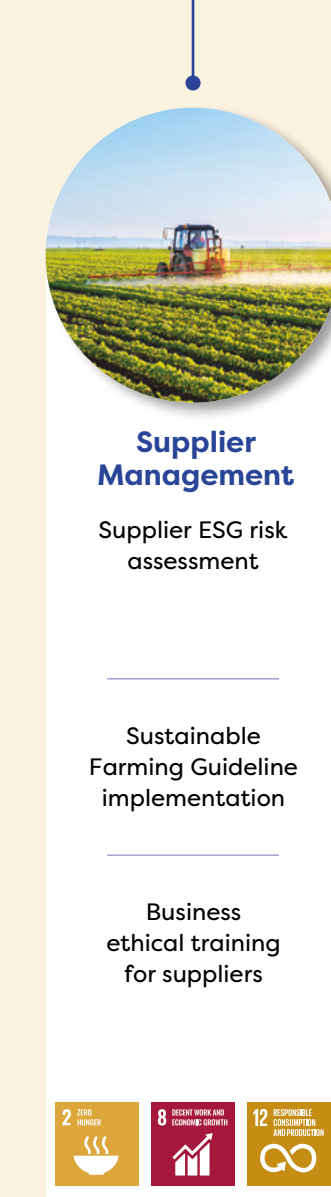 Supplier
Management
Supplier ESG risk
assessment
Sustainable
Farming Guideline
implementation
Business
ethical training
for suppliers
2 ZERO
HUNGER
8 DECENT WORK AND
ECONOMIC GROWTH
12 RESPONSIBLE
CONSUMPTION
AND PRODUCTION